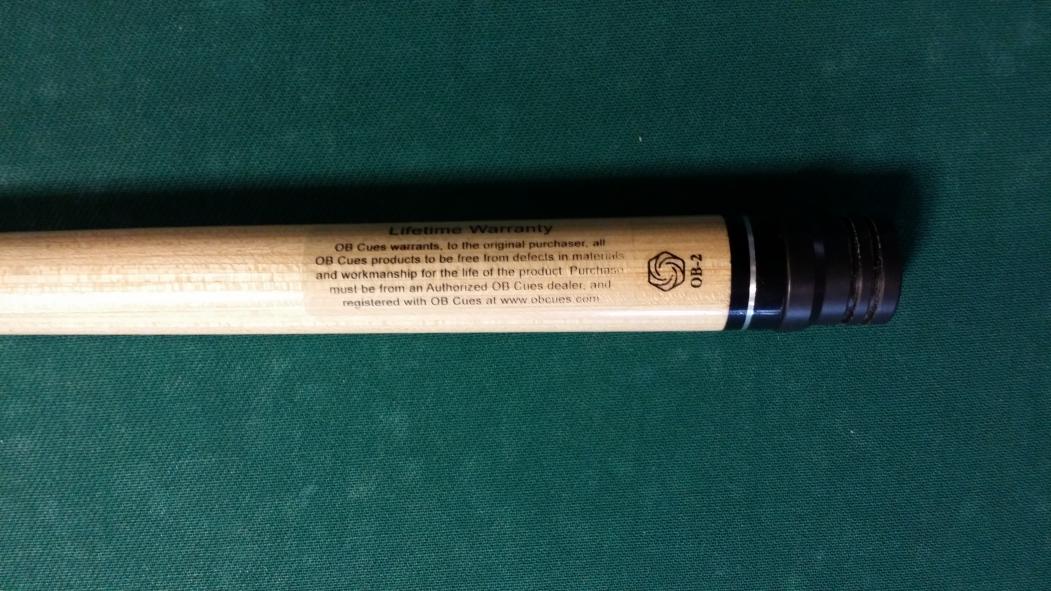 Lifetime Warranty
OB Cues warrants, to the original purchaser, all
OB Cues products to be free from defects in materials
and workmanship for the life of the product. Purchase
must be from an Authorized OB Cues dealer, and
registered with OB Cues at www.obcues.com
OB-2